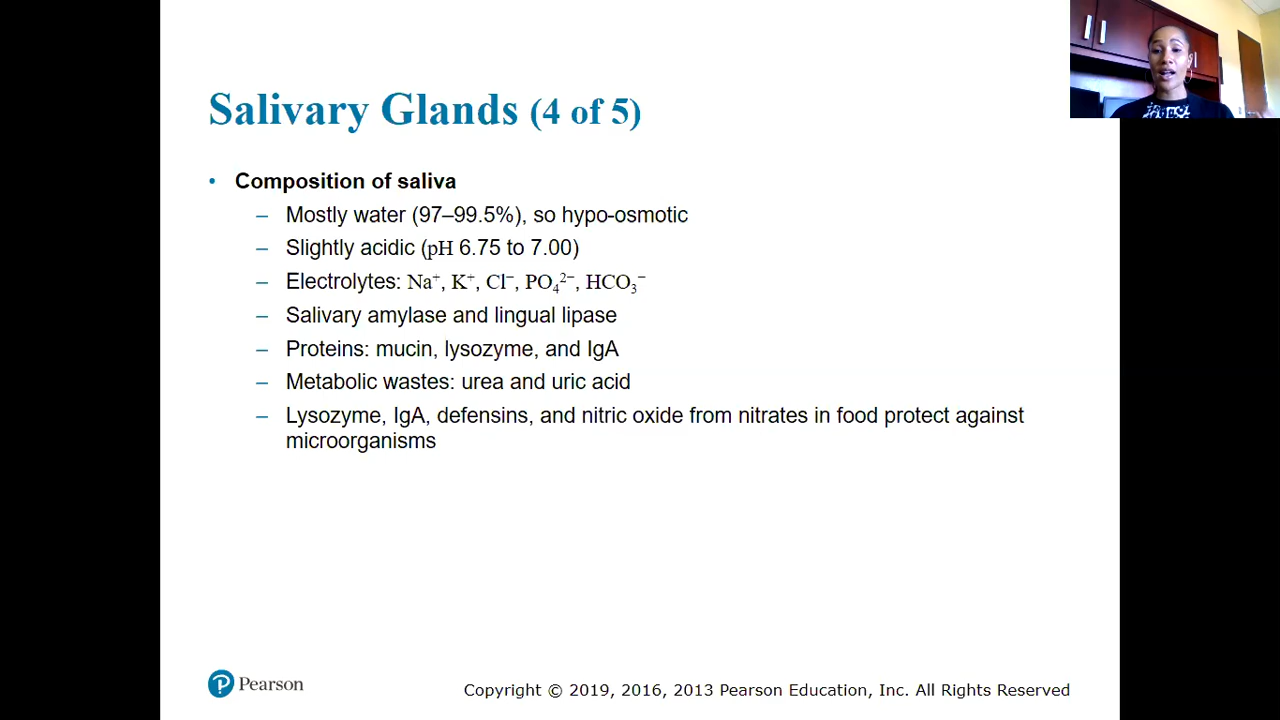 Salivary Glands (4 of 5)
• Composition of saliva
– Mostly water (97–99.5%), so hypo-osmotic
– Slightly acidic (pH 6.75 to 7.00)
– Electrolytes: Na⁺, K⁺, Cl⁻, PO₄²⁻, HCO₃⁻
– Salivary amylase and lingual lipase
– Proteins: mucin, lysozyme, and IgA
– Metabolic wastes: urea and uric acid
– Lysozyme, IgA, defensins, and nitric oxide from nitrates in food protect against
microorganisms
Pearson
Copyright © 2019, 2016, 2013 Pearson Education, Inc. All Rights Reserved